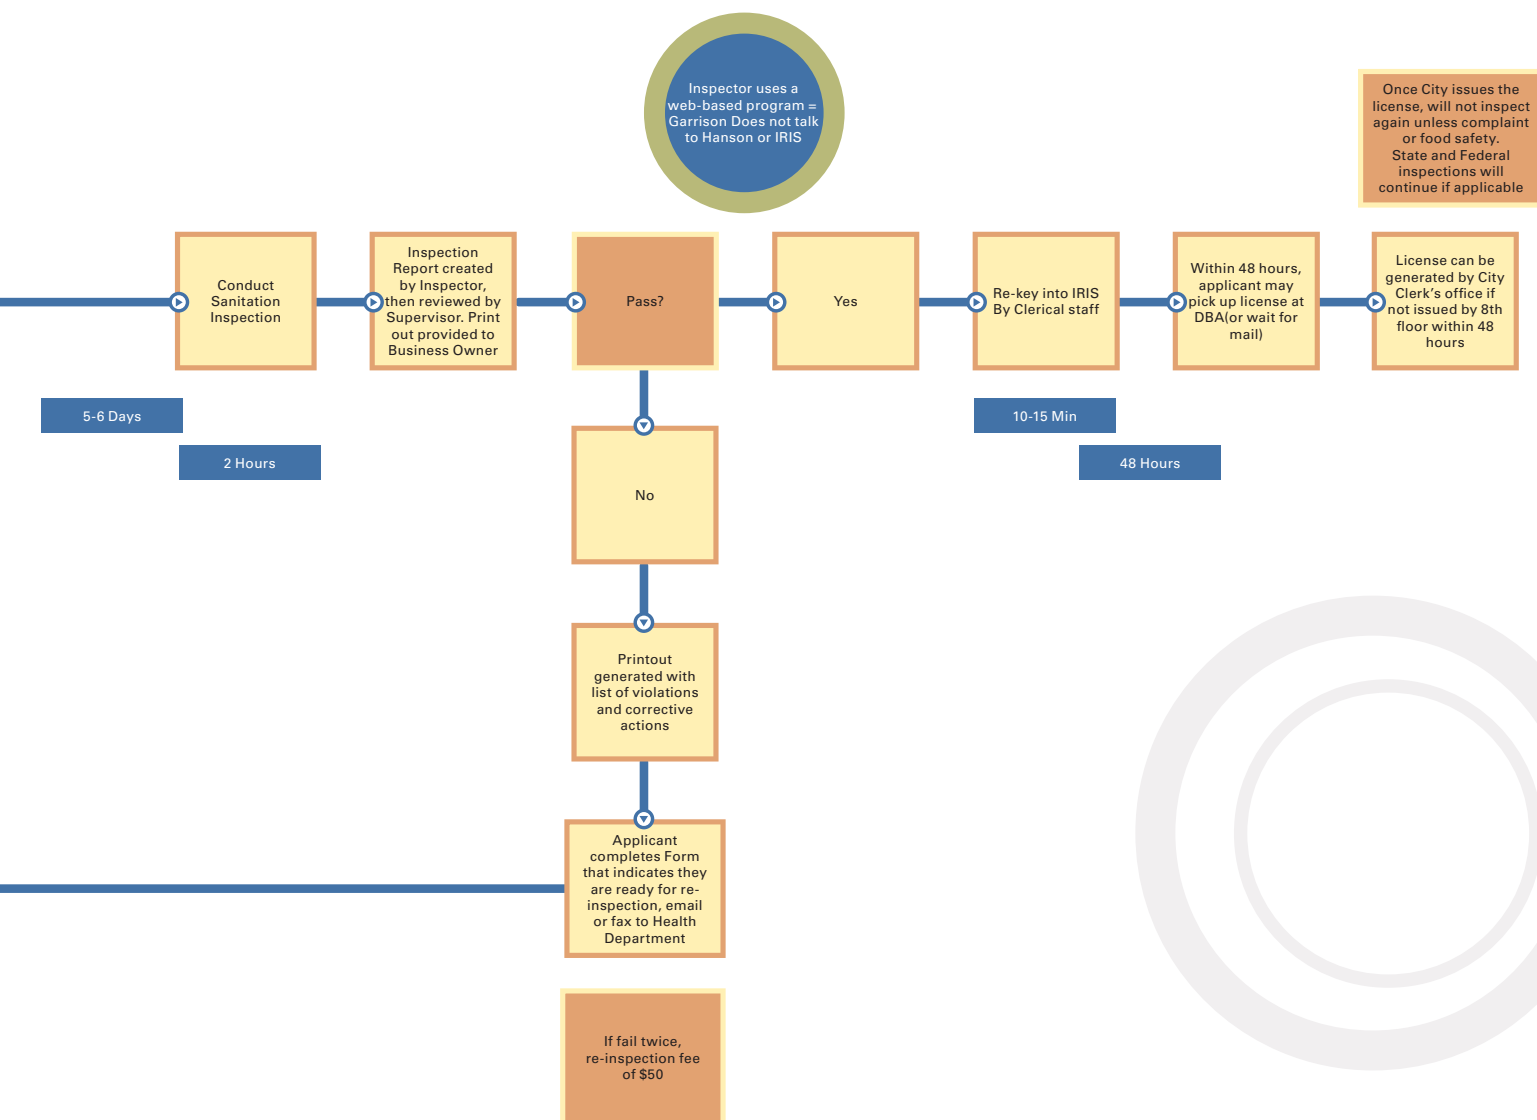 Inspector uses a
web-based program =
Garrison Does not talk
to Hanson or IRIS
Once City issues the
license, will not inspect
again unless complaint
or food safety.
State and Federal
inspections will
continue if applicable
Conduct
Sanitation
Inspection
Inspection
Report created
by Inspector,
then reviewed by
Supervisor. Print
out provided to
Business Owner
Pass?
Yes
Re-key into IRIS
By Clerical staff
Within 48 hours,
applicant may
pick up license at
DBA(or wait for
mail)
License can be
generated by City
Clerk's office if
not issued by 8th
floor within 48
hours
5-6 Days
2 Hours
10-15 Min
48 Hours
No
Printout
generated with
list of violations
and corrective
actions
Applicant
completes Form
that indicates they
are ready for re-
inspection, email
or fax to Health
Department
If fail twice,
re-inspection fee
of $50